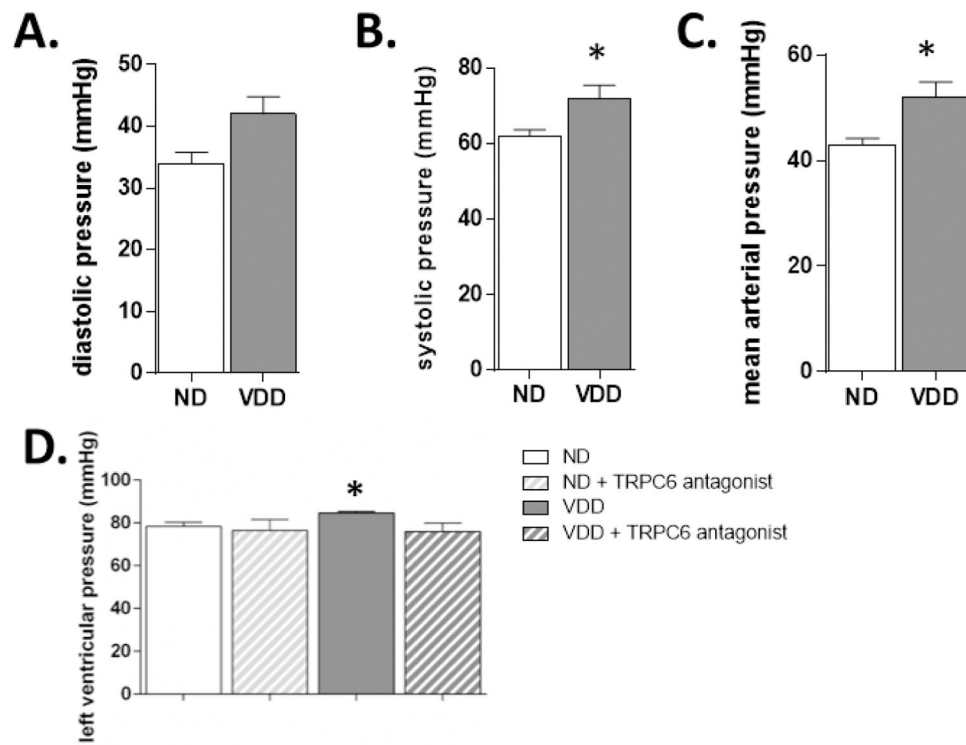 A.
diastolic pressure (mmHg)
50
40
30
20
10
0
ND VDD
B.
systolic pressure (mmHg)
80
60
40
20
0
*
ND VDD
C.
mean arterial pressure (mmHg)
60
40
20
0
*
ND VDD
D.
left ventricular pressure (mmHg)
100
80
60
40
20
0
*
ND
ND + TRPC6 antagonist
VDD
VDD + TRPC6 antagonist